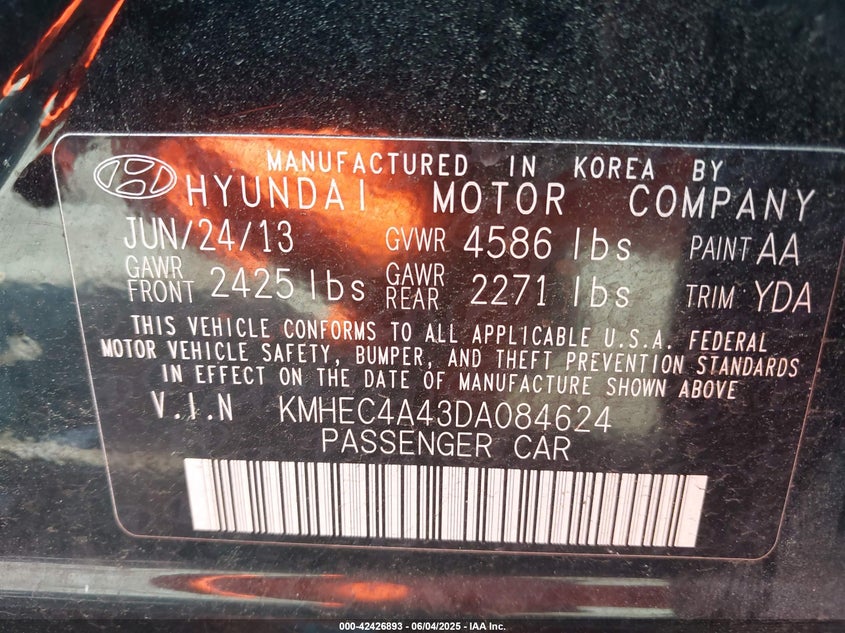 MANUFACTURED IN KOREA BY
HYUNDAI MOTOR COMPANY
JUN/24/13 GVWR 4586 lbs PAINT AA
GAWR FRONT 2425 lbs GAWR REAR 2271 lbs TRIM YDA
THIS VEHICLE CONFORMS TO ALL APPLICABLE U.S.A. FEDERAL
MOTOR VEHICLE SAFETY, BUMPER, AND THEFT PREVENTION STANDARDS
IN EFFECT ON THE DATE OF MANUFACTURE SHOWN ABOVE
V.I.N KMHEC4A43DA084624
PASSENGER CAR
000-42426893 - 06/04/2025 - IAA Inc.